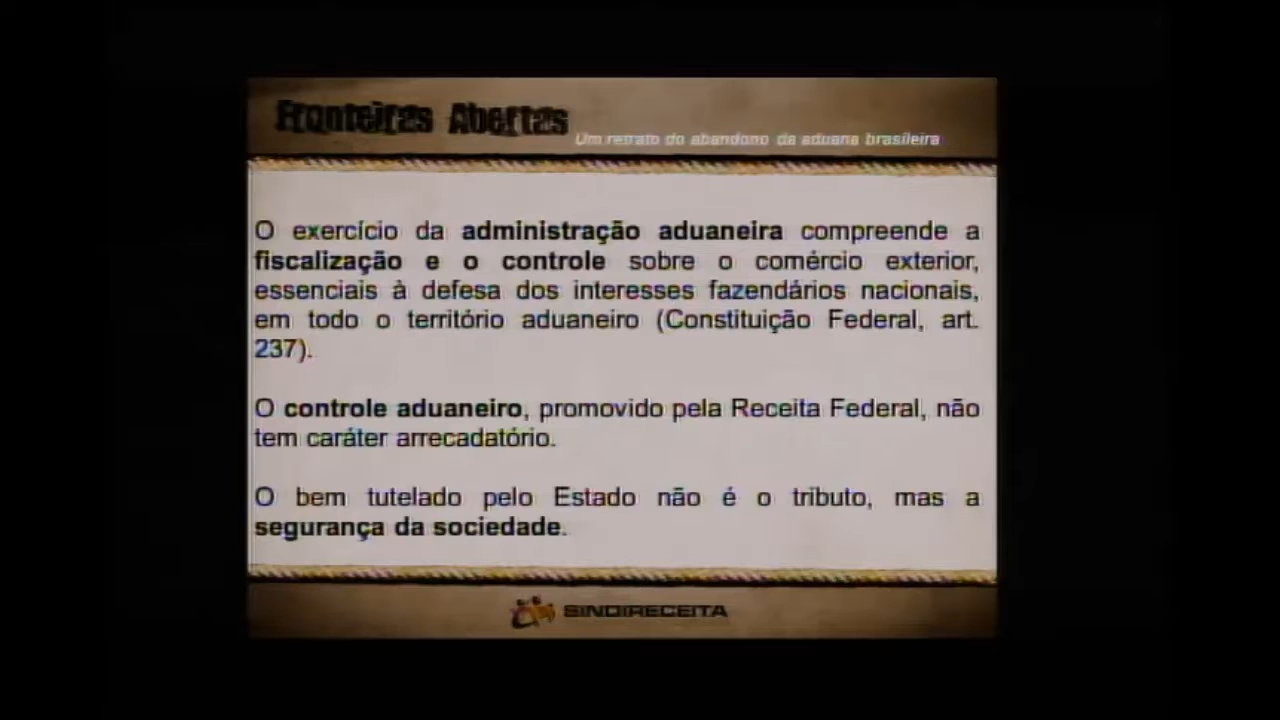 Fronteiras Abertas
Um retrato do abandono da aduana brasileira
O exercício da administração aduaneira compreende a
fiscalização e o controle sobre o comércio exterior,
essenciais à defesa dos interesses fazendários nacionais,
em todo o território aduaneiro (Constituição Federal, art.
237).
O controle aduaneiro, promovido pela Receita Federal, não
tem caráter arrecadatório.
O bem tutelado pelo Estado não é o tributo, mas a
segurança da sociedade.
SINDIRECEITA